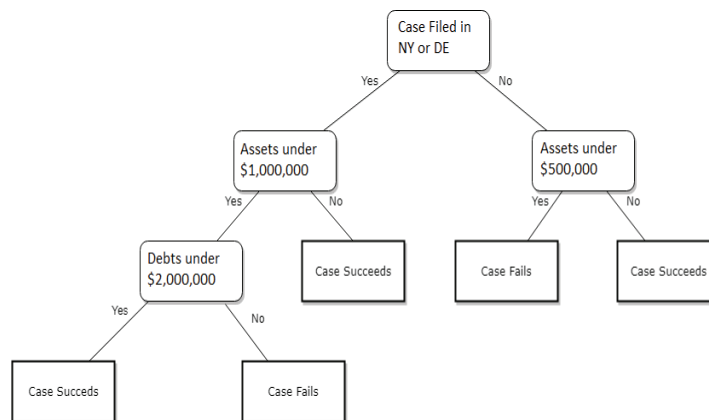 Case Filed in
NY or DE
Yes
No
Assets under
$1,000,000
Assets under
$500,000
Yes
No
Yes
No
Debts under
$2,000,000
Case Succeeds
Case Fails
Case Succeeds
Yes
No
Case Succeds
Case Fails